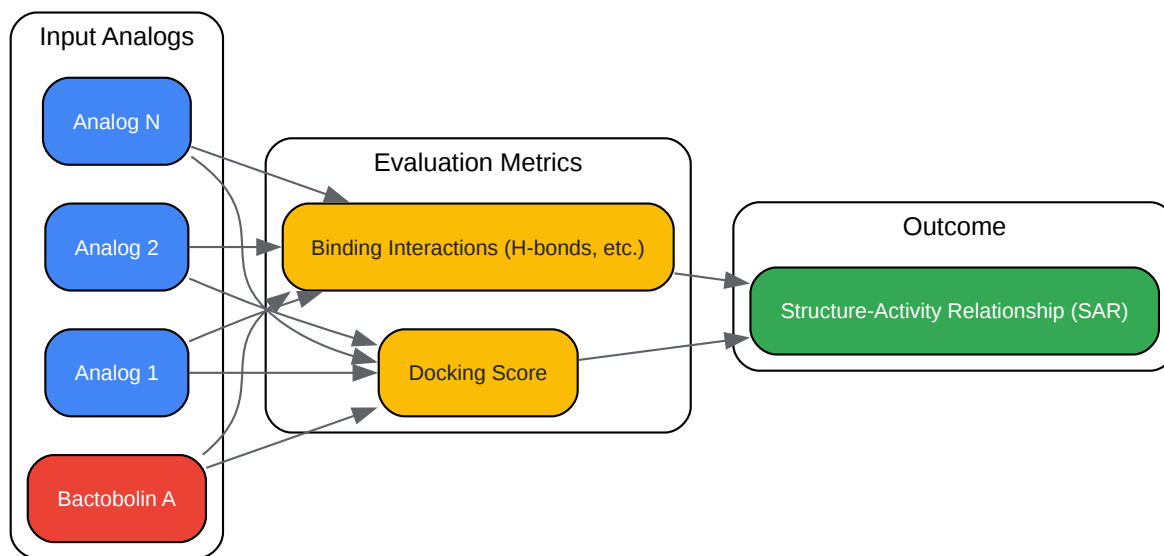 Input Analogs
Analog N
Analog 2
Analog 1
Bactobolin A
Evaluation Metrics
Binding Interactions (H-bonds, etc.)
Docking Score
Outcome
Structure-Activity Relationship (SAR)